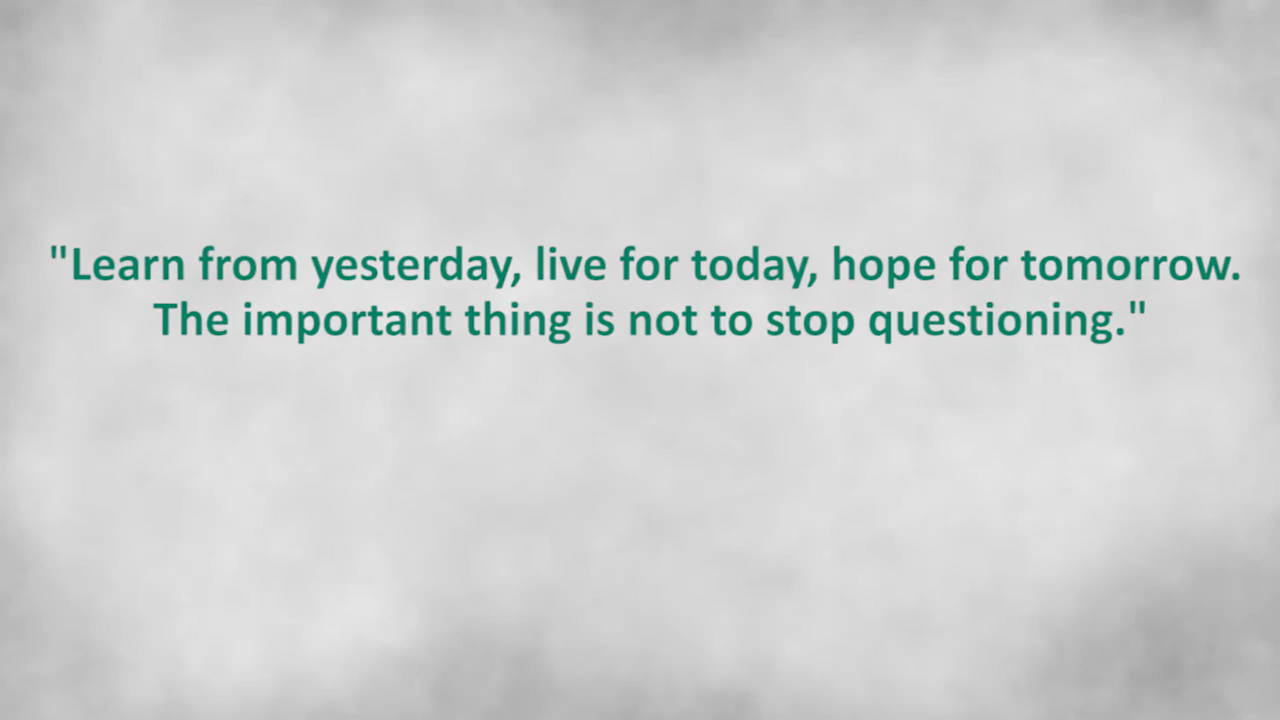 "Learn from yesterday, live for today, hope for tomorrow.
The important thing is not to stop questioning."